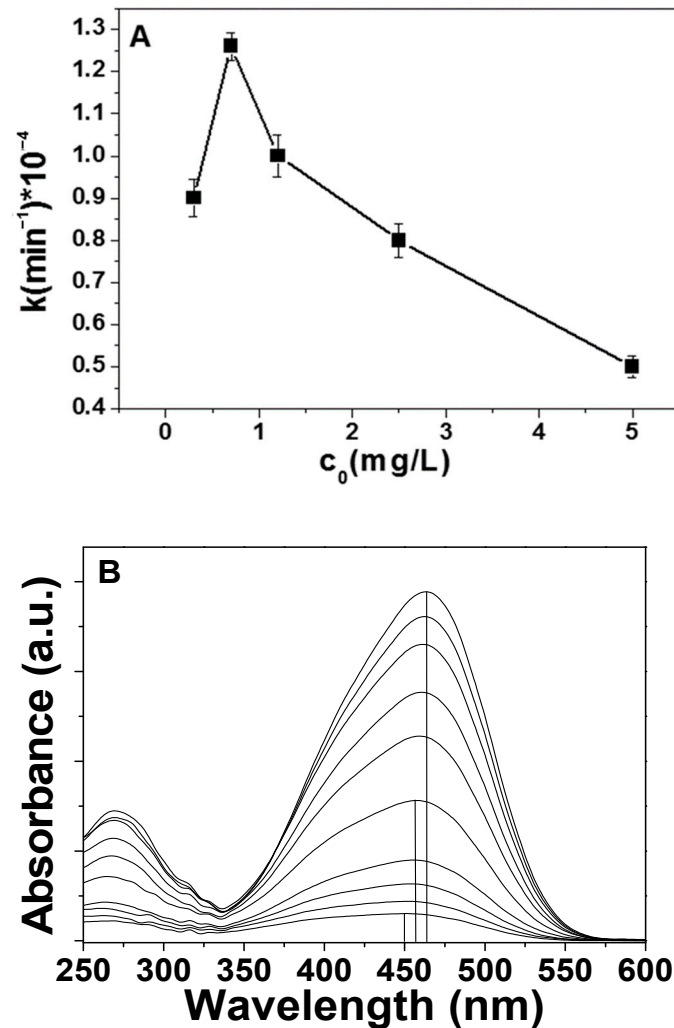 A
1.3
1.2
1.1
1.0
0.9
0.8
0.7
0.6
0.5
0.4
k(min⁻¹)*10⁻⁴
0 1 2 3 4 5
c₀(mg/L)
B
Absorbance (a.u.)
250 300 350 400 450 500 550 600
Wavelength (nm)